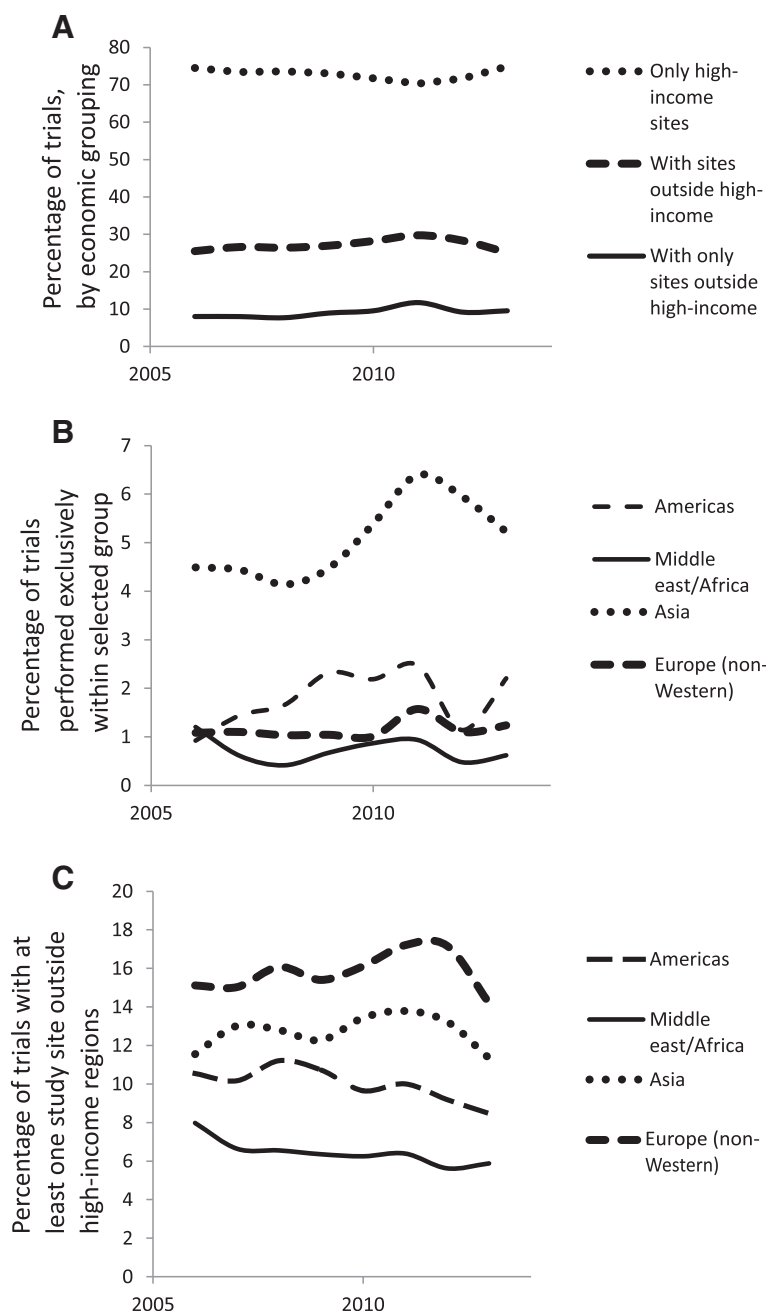 A
Percentage of trials,
by economic grouping
80
70
60
50
40
30
20
10
0
2005
2010
Only high-
income
sites
With sites
outside high-
income
With only
sites outside
high-income
B
Percentage of trials
performed exclusively
within selected group
7
6
5
4
3
2
1
0
2005
2010
Americas
Middle
east/Africa
Asia
Europe (non-
Western)
C
Percentage of trials with at
least one study site outside
high-income regions
20
18
16
14
12
10
8
6
4
2
0
2005
2010
Americas
Middle
east/Africa
Asia
Europe (non-
Western)